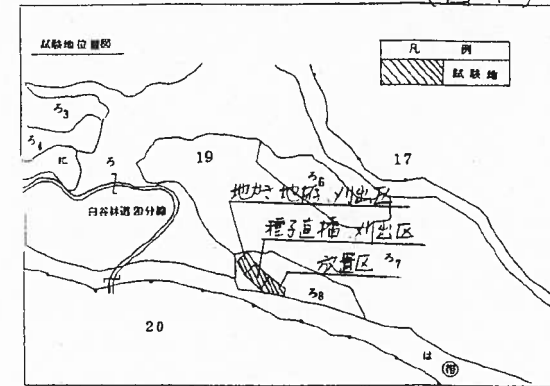 試験地位置図
凡 例
試験地
ろ3
ろ4
に
ろ
19
17
ろ6
地がき 地拵 刈出区
白谷林道20分線
種子直播 刈出区
放置区
ろ7
ろ8
20
は